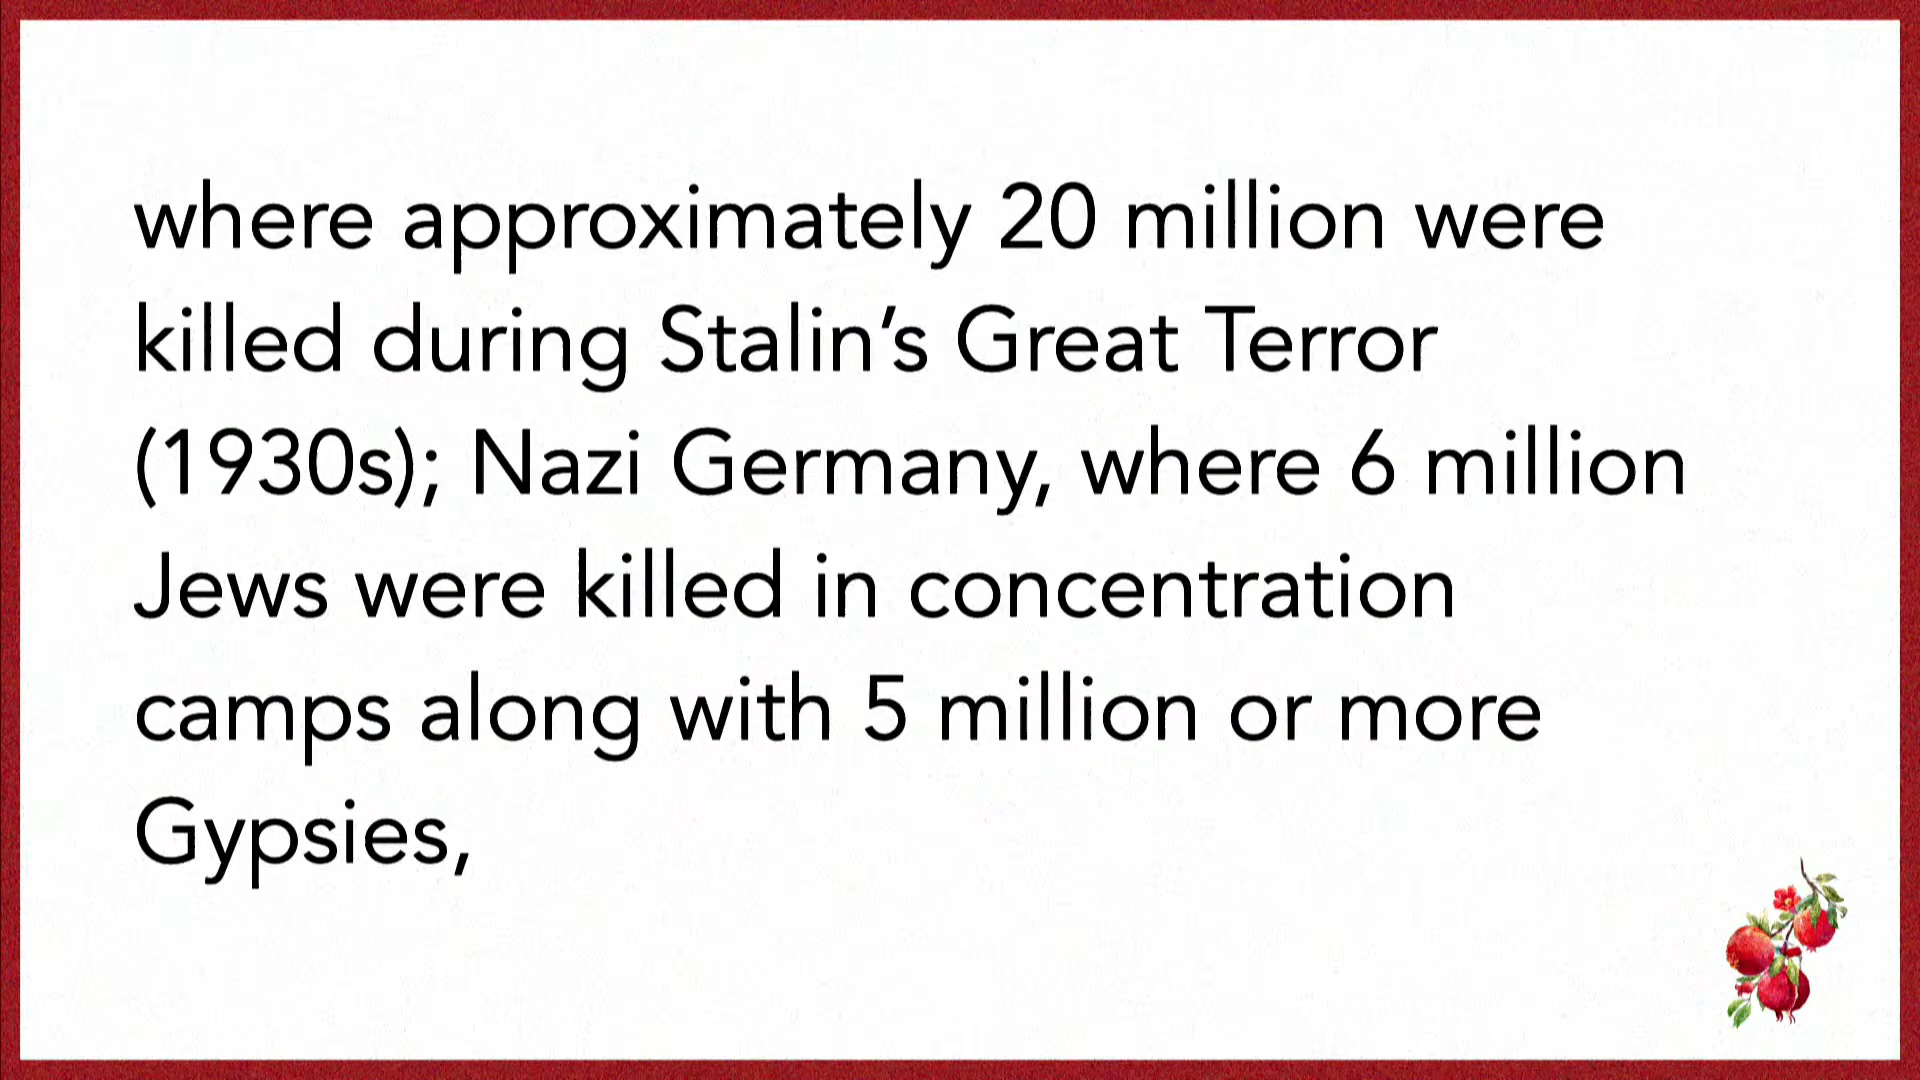 where approximately 20 million were
killed during Stalin’s Great Terror
(1930s); Nazi Germany, where 6 million
Jews were killed in concentration
camps along with 5 million or more
Gypsies,